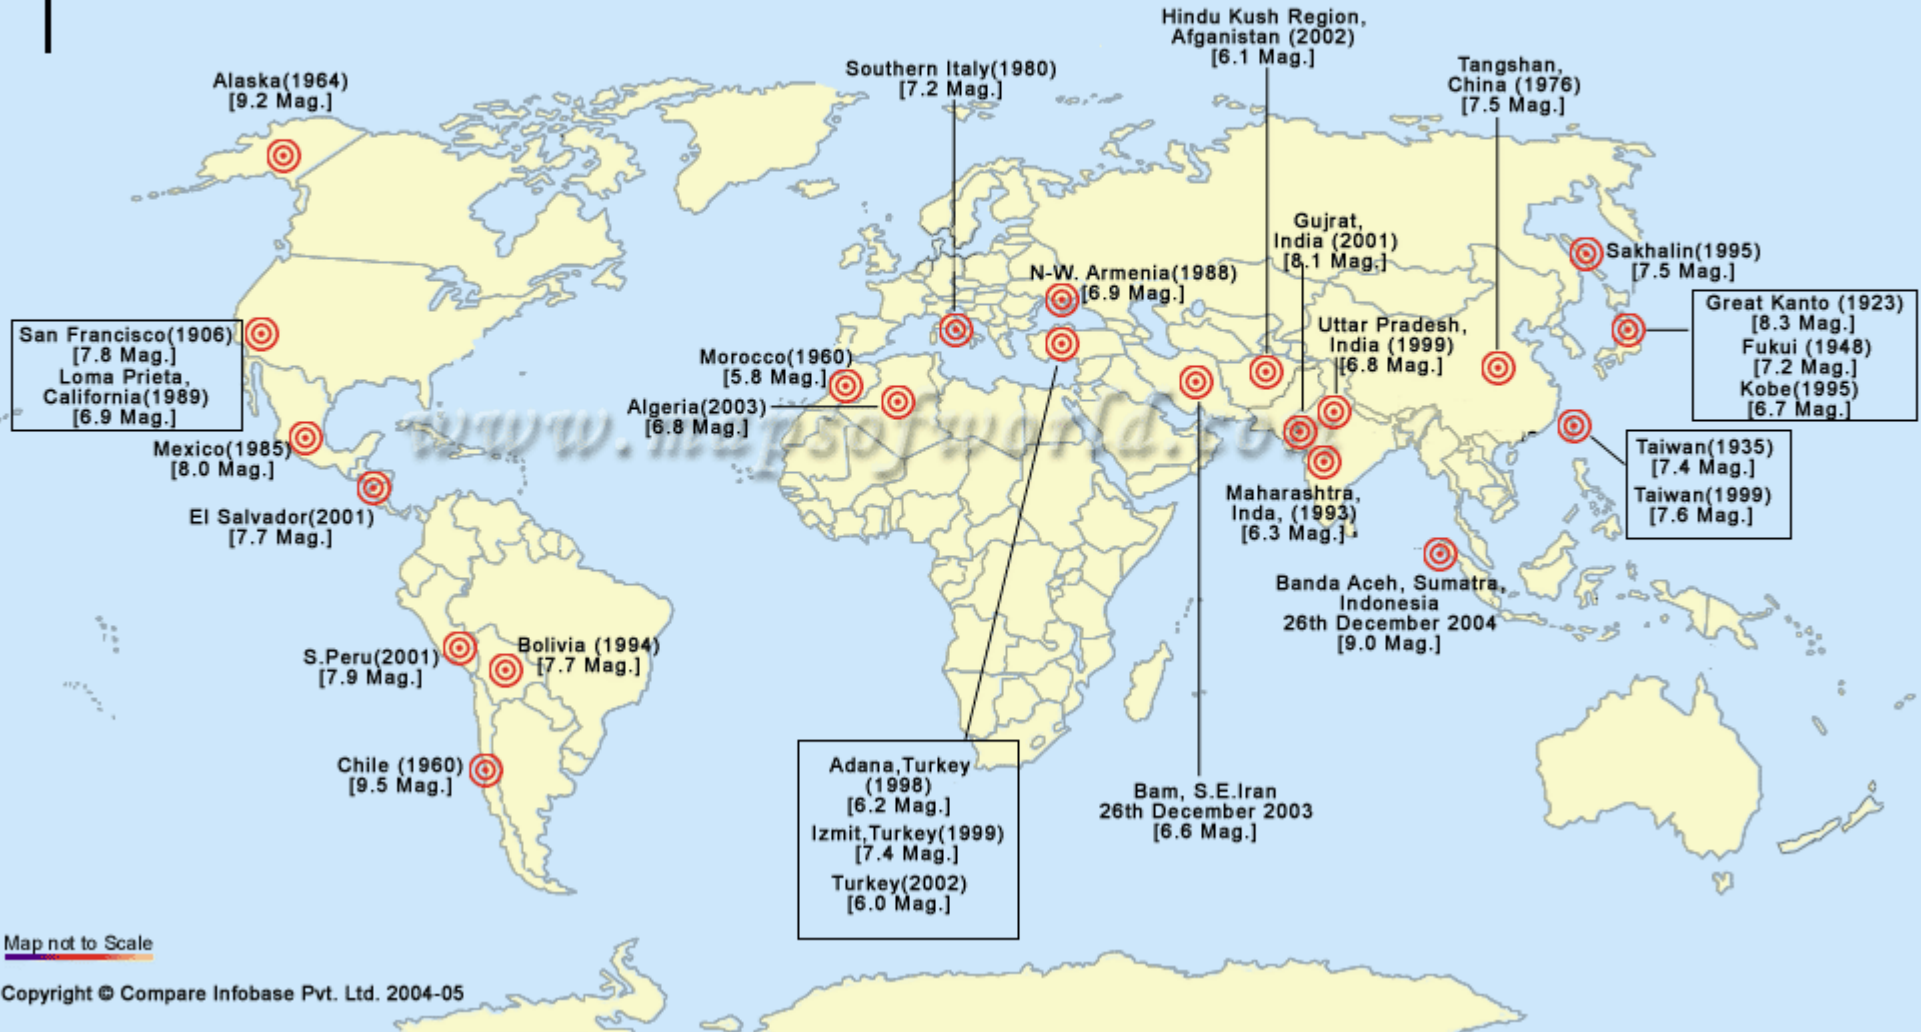 Hindu Kush Region,
Afganistan (2002)
[6.1 Mag.]
Southern Italy(1980)
[7.2 Mag.]
Tangshan,
China (1976)
[7.5 Mag.]
Alaska(1964)
[9.2 Mag.]
Gujrat,
India (2001)
[8.1 Mag.]
Sakhalin(1995)
[7.5 Mag.]
N-W. Armenia(1988)
[6.9 Mag.]
Great Kanto (1923)
[8.3 Mag.]
Fukui (1948)
[7.2 Mag.]
Kobe(1995)
[6.7 Mag.]
San Francisco(1906)
[7.8 Mag.]
Loma Prieta,
California(1989)
[6.9 Mag.]
Uttar Pradesh,
India (1999)
[6.8 Mag.]
Morocco(1960)
[5.8 Mag.]
Algeria(2003)
[6.8 Mag.]
www.mapsofworld.com
Mexico(1985)
[8.0 Mag.]
Taiwan(1935)
[7.4 Mag.]
Taiwan(1999)
[7.6 Mag.]
El Salvador(2001)
[7.7 Mag.]
Maharashtra,
Inda, (1993)
[6.3 Mag.]
Banda Aceh, Sumatra,
Indonesia
26th December 2004
[9.0 Mag.]
S.Peru(2001)
[7.9 Mag.]
Bolivia (1994)
[7.7 Mag.]
Chile (1960)
[9.5 Mag.]
Adana,Turkey
(1998)
[6.2 Mag.]
Izmit,Turkey(1999)
[7.4 Mag.]
Turkey(2002)
[6.0 Mag.]
Bam, S.E.Iran
26th December 2003
[6.6 Mag.]
Map not to Scale
Copyright © Compare Infobase Pvt. Ltd. 2004-05